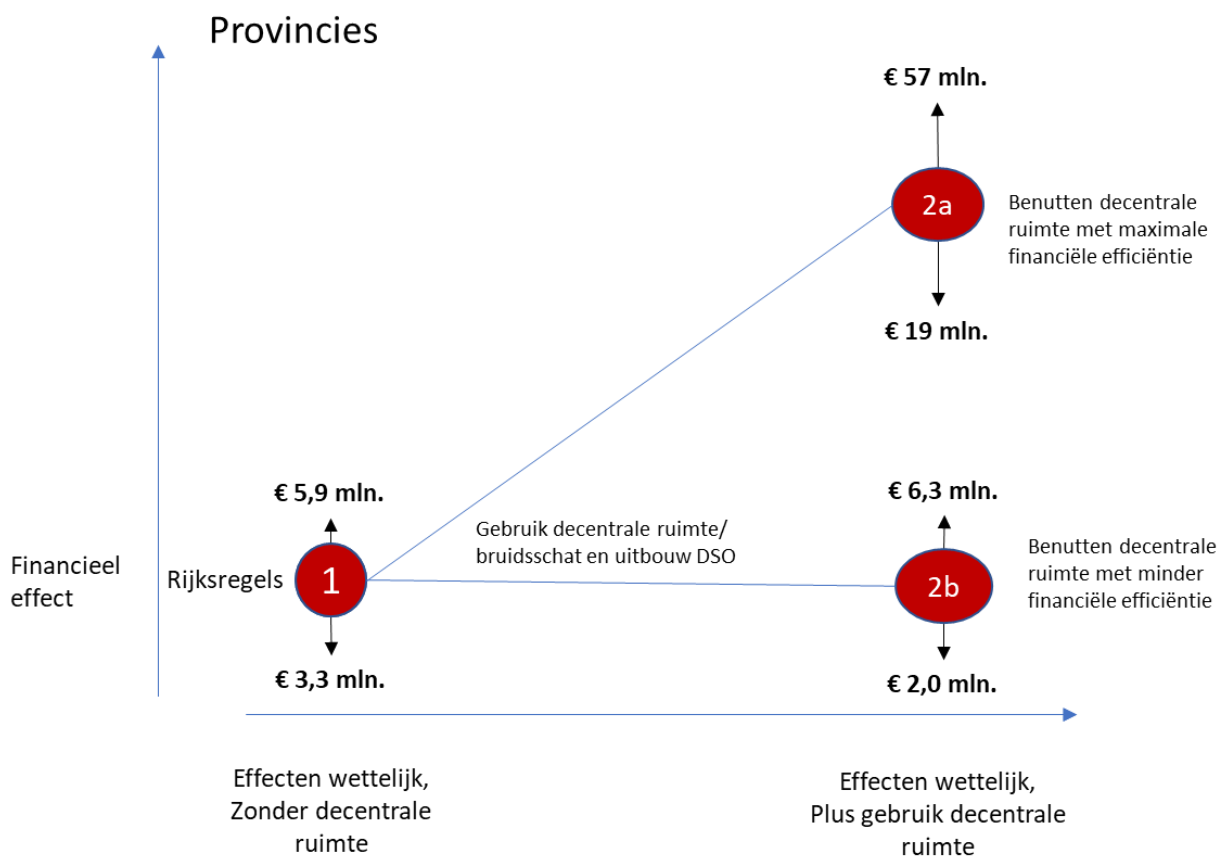 Provincies
€ 57 mln.
2a
Benutten decentrale
ruimte met maximale
financiële efficiëntie
€ 19 mln.
€ 5,9 mln.
€ 6,3 mln.
Gebruik decentrale ruimte/
bruidsschat en uitbouw DSO
Financieel
effect
Rijksregels
1
2b
Benutten decentrale
ruimte met minder
financiële efficiëntie
€ 3,3 mln.
€ 2,0 mln.
Effecten wettelijk,
Zonder decentrale
ruimte
Effecten wettelijk,
Plus gebruik decentrale
ruimte